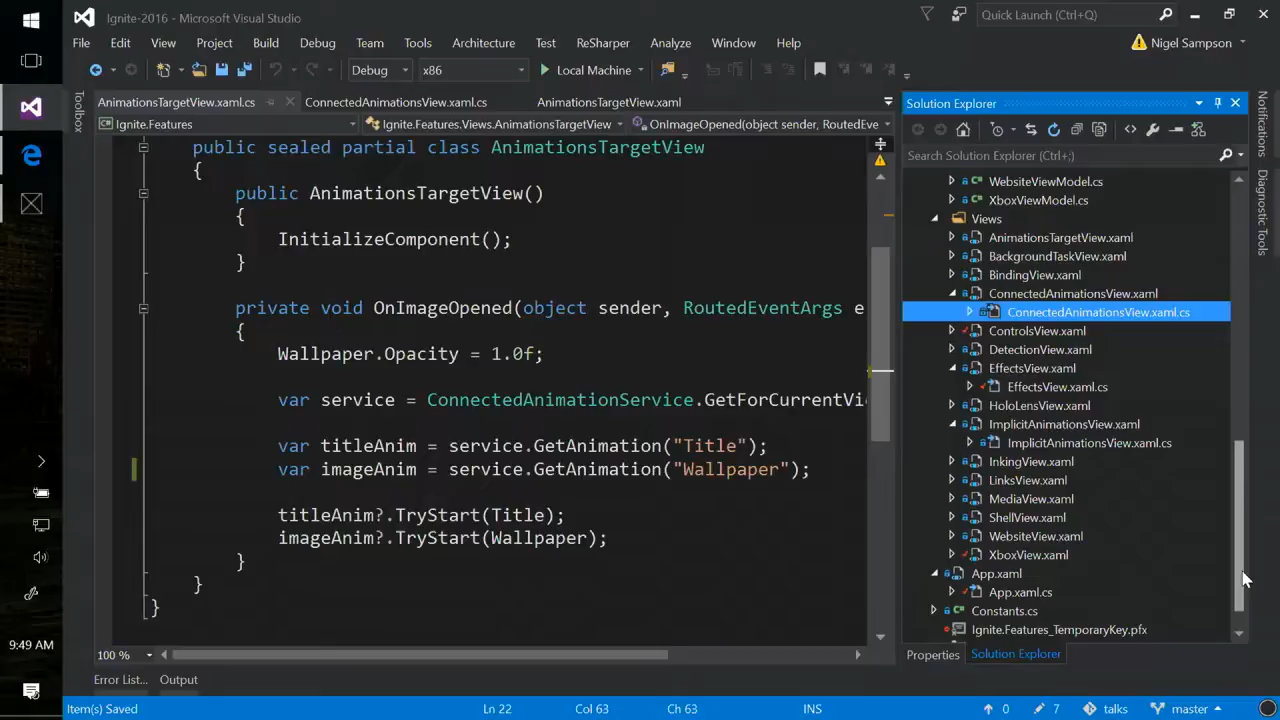 Ignite-2016 - Microsoft Visual Studio
Quick Launch (Ctrl+Q)
File Edit View Project Build Debug Team Tools Architecture Test ReSharper Analyze Window Help
Nigel Sampson
Debug x86 Local Machine
Toolbox
AnimationsTargetView.xaml.cs ConnectedAnimationsView.xaml.cs AnimationsTargetView.xaml
Ignite.Features Ignite.Features.Views.AnimationsTargetView OnImageOpened(object sender, RoutedEve
public sealed partial class AnimationsTargetView
{
public AnimationsTargetView()
{
InitializeComponent();
}
private void OnImageOpened(object sender, RoutedEventArgs e
{
Wallpaper.Opacity = 1.0f;
var service = ConnectedAnimationService.GetForCurrentVi
var titleAnim = service.GetAnimation("Title");
var imageAnim = service.GetAnimation("Wallpaper");
titleAnim?.TryStart(Title);
imageAnim?.TryStart(Wallpaper);
}
}
}
100 %
Error List... Output
Solution Explorer
Search Solution Explorer (Ctrl+;)
WebsiteViewModel.cs
XboxViewModel.cs
Views
AnimationsTargetView.xaml
BackgroundTaskView.xaml
BindingView.xaml
ConnectedAnimationsView.xaml
ConnectedAnimationsView.xaml.cs
ControlsView.xaml
DetectionView.xaml
EffectsView.xaml
EffectsView.xaml.cs
HoloLensView.xaml
ImplicitAnimationsView.xaml
ImplicitAnimationsView.xaml.cs
InkingView.xaml
LinksView.xaml
MediaView.xaml
ShellView.xaml
WebsiteView.xaml
XboxView.xaml
App.xaml
App.xaml.cs
Constants.cs
Ignite.Features_TemporaryKey.pfx
Properties Solution Explorer
Notifications
Diagnostic Tools
9:49 AM
Item(s) Saved Ln 22 Col 63 Ch 63 INS 0 7 talks master